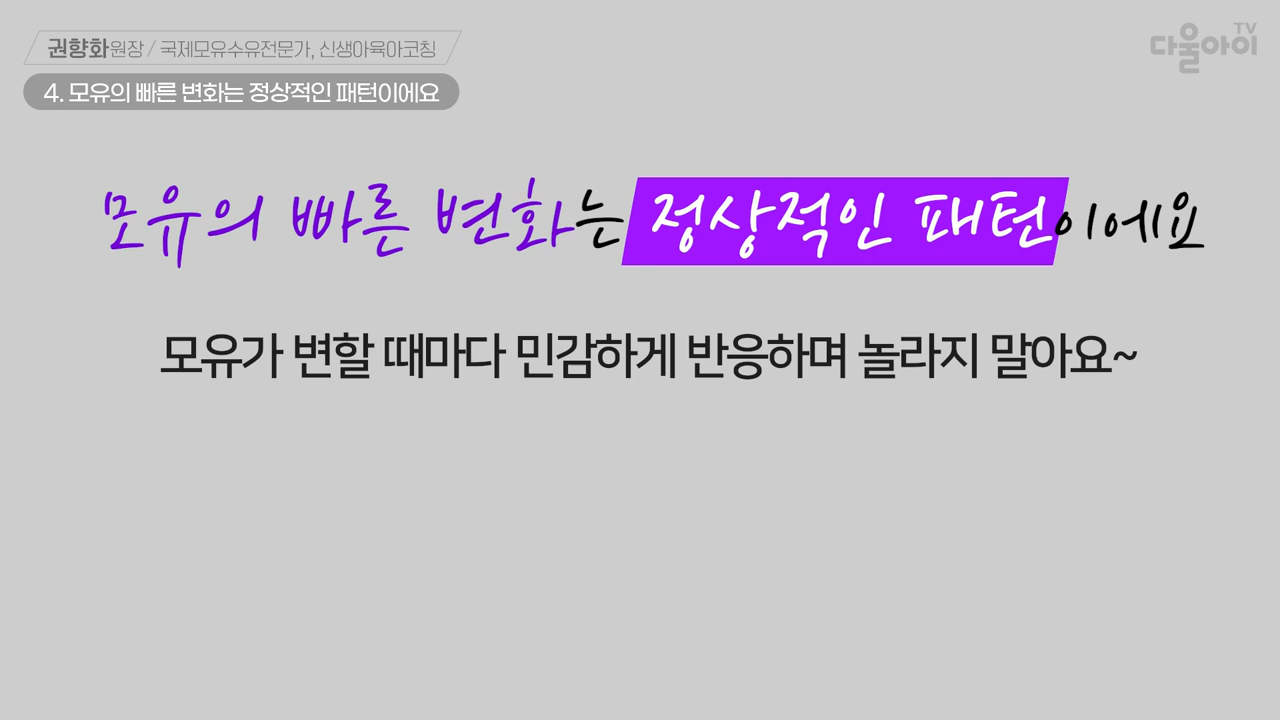 권향화원장 / 국제모유수유전문가, 신생아육아코칭
다울아이 TV
4. 모유의 빠른 변화는 정상적인 패턴이에요
모유의 빠른 변화는 정상적인 패턴이에요
모유가 변할 때마다 민감하게 반응하며 놀라지 말아요~